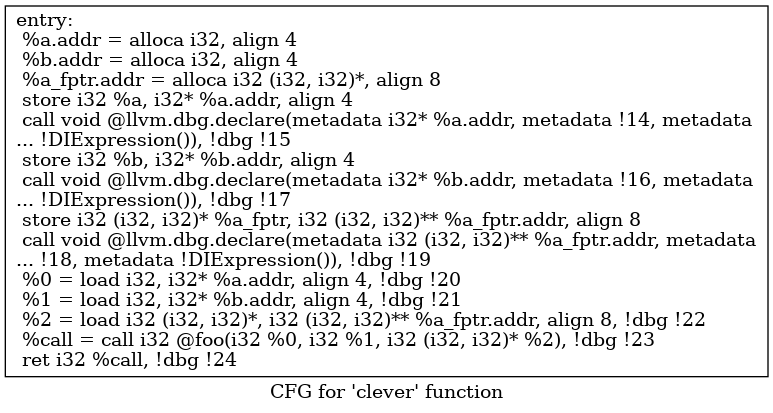 entry:
%a.addr = alloca i32, align 4
%b.addr = alloca i32, align 4
%a_fptr.addr = alloca i32 (i32, i32)*, align 8
store i32 %a, i32* %a.addr, align 4
call void @llvm.dbg.declare(metadata i32* %a.addr, metadata !14, metadata
... !DIExpression()), !dbg !15
store i32 %b, i32* %b.addr, align 4
call void @llvm.dbg.declare(metadata i32* %b.addr, metadata !16, metadata
... !DIExpression()), !dbg !17
store i32 (i32, i32)* %a_fptr, i32 (i32, i32)** %a_fptr.addr, align 8
call void @llvm.dbg.declare(metadata i32 (i32, i32)** %a_fptr.addr, metadata
... !18, metadata !DIExpression()), !dbg !19
%0 = load i32, i32* %a.addr, align 4, !dbg !20
%1 = load i32, i32* %b.addr, align 4, !dbg !21
%2 = load i32 (i32, i32)*, i32 (i32, i32)** %a_fptr.addr, align 8, !dbg !22
%call = call i32 @foo(i32 %0, i32 %1, i32 (i32, i32)* %2), !dbg !23
ret i32 %call, !dbg !24
CFG for 'clever' function